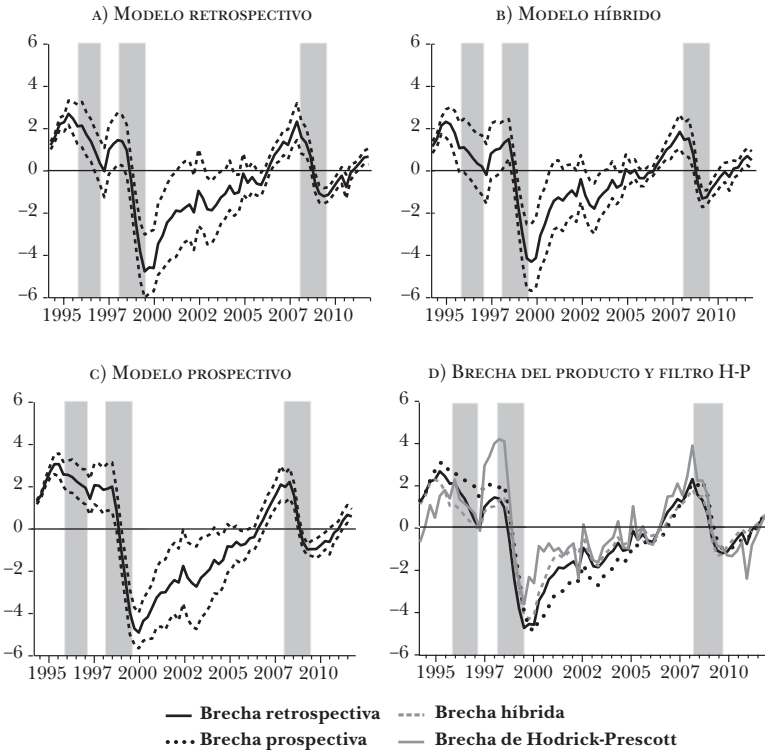 A) Modelo retrospectivo
B) Modelo híbrido
6
4
2
0
−2
−4
−6
1995 1997 2000 2002 2005 2007 2010
6
4
2
0
−2
−4
−6
1995 1997 2000 2002 2005 2007 2010
C) Modelo prospectivo
D) Brecha del producto y filtro H-P
6
4
2
0
−2
−4
−6
1995 1997 2000 2002 2005 2007 2010
6
4
2
0
−2
−4
−6
1995 1997 2000 2002 2005 2007 2010
Brecha retrospectiva Brecha híbrida
Brecha prospectiva Brecha de Hodrick-Prescott